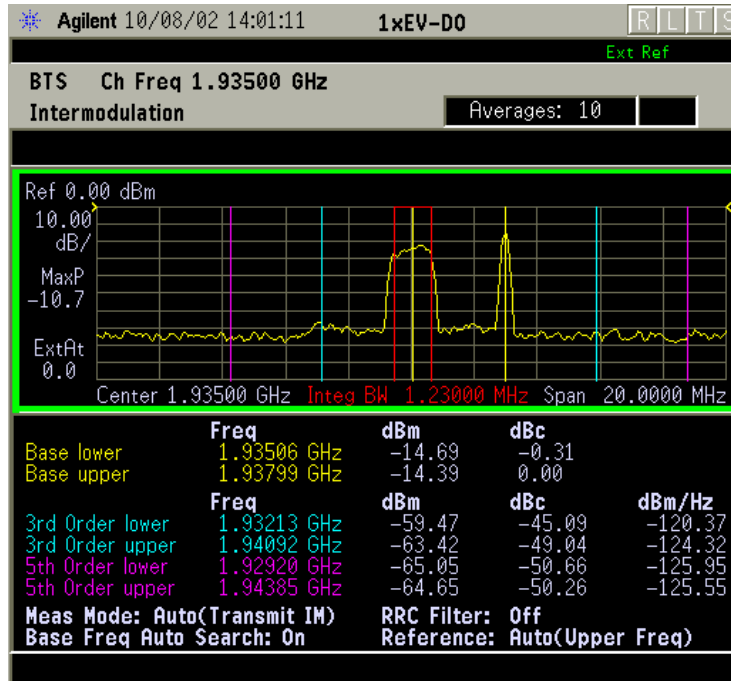 Agilent 10/08/02 14:01:11 1xEV-DO R L T S
Ext Ref
BTS Ch Freq 1.93500 GHz
Intermodulation Averages: 10
Ref 0.00 dBm
10.00
dB/
MaxP
-10.7
ExtAt
0.0
Center 1.93500 GHz Integ BW 1.23000 MHz Span 20.0000 MHz
Freq dBm dBc
Base lower 1.93506 GHz -14.69 -0.31
Base upper 1.93799 GHz -14.39 0.00
Freq dBm dBc dBm/Hz
3rd Order lower 1.93213 GHz -59.47 -45.09 -120.37
3rd Order upper 1.94092 GHz -63.42 -49.04 -124.32
5th Order lower 1.92920 GHz -65.05 -50.66 -125.95
5th Order upper 1.94385 GHz -64.65 -50.26 -125.55
Meas Mode: Auto(Transmit IM) RRC Filter: Off
Base Freq Auto Search: On Reference: Auto(Upper Freq)